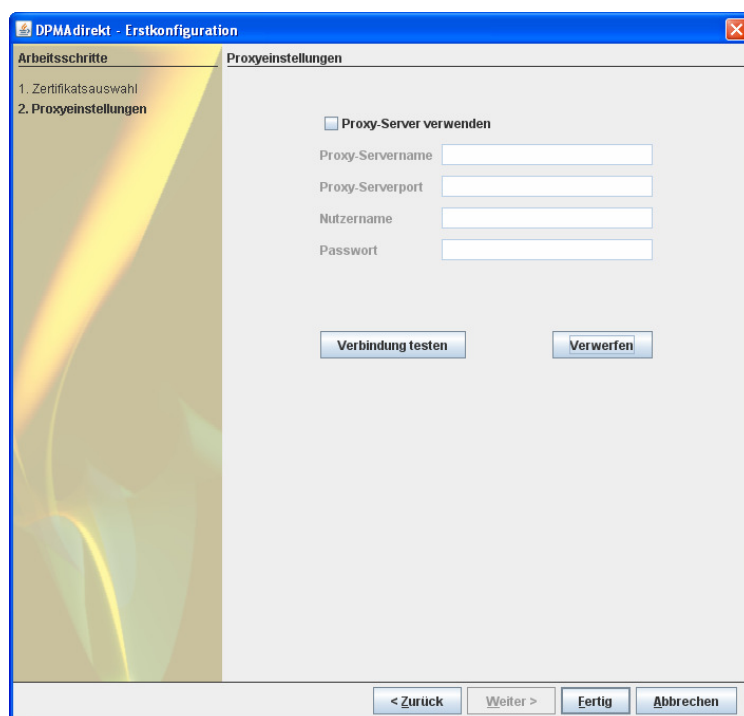 DPMAdirekt - Erstkonfiguration
Arbeitsschritte
1. Zertifikatsauswahl
2. Proxyeinstellungen
Proxyeinstellungen
Proxy-Server verwenden
Proxy-Servername
Proxy-Serverport
Nutzername
Passwort
Verbindung testen
Verwerfen
< Zurück
Weiter >
Fertig
Abbrechen